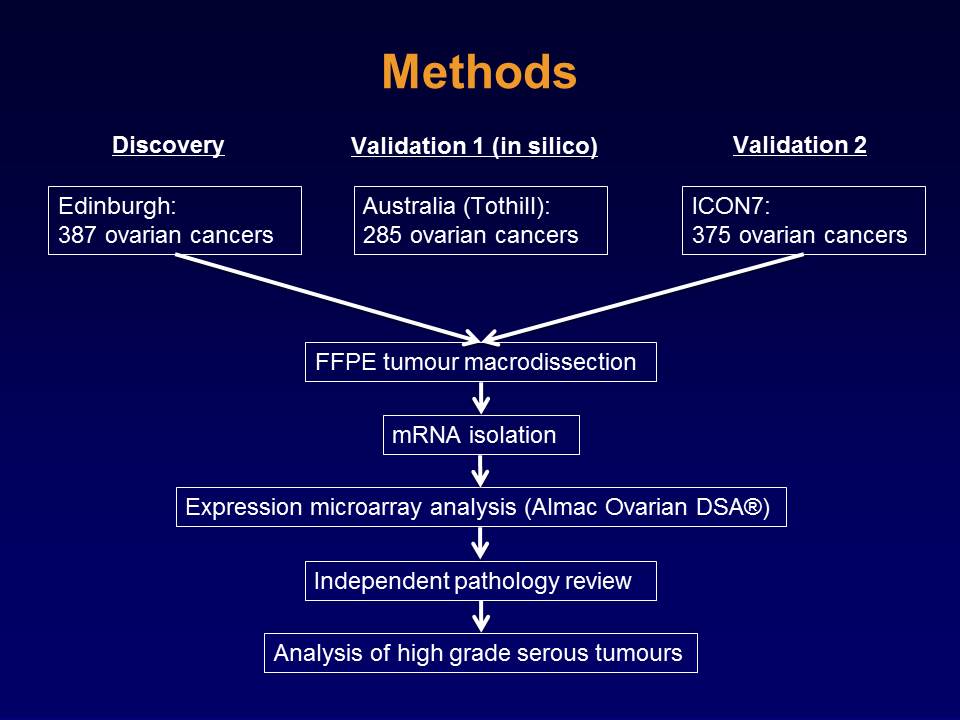 Methods
Discovery
Validation 1 (in silico)
Validation 2
Edinburgh:
387 ovarian cancers
Australia (Tothill):
285 ovarian cancers
ICON7:
375 ovarian cancers
FFPE tumour macrodissection
mRNA isolation
Expression microarray analysis (Almac Ovarian DSA®)
Independent pathology review
Analysis of high grade serous tumours